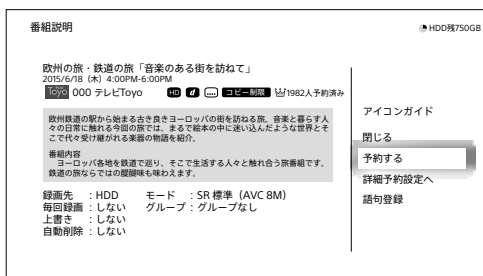 番組説明
HDD残750GB
欧州の旅・鉄道の旅「音楽のある街を訪ねて」
2015/6/18（木）4:00PM-6:00PM
Toyo 000 テレビToyo HD d コピー制限 1982人予約済み
欧州鉄道の駅から始まる古き良きヨーロッパの街を訪ねる旅。音楽と暮らす人
々の日常に触れる今回の旅では、まるで絵本の中に迷い込んだような世界とそ
こで代々受け継がれる楽器の物語を紹介。
番組内容
ヨーロッパ各地を鉄道で巡り、そこで生活する人々と触れ合う旅番組です。
鉄道の旅ならではの醍醐味も味わえます。
録画先 ：HDD モード ：SR 標準（AVC 8M）
毎回録画 ：しない グループ ：グループなし
上書き ：しない
自動削除 ：しない
アイコンガイド
閉じる
予約する
詳細予約設定へ
語句登録